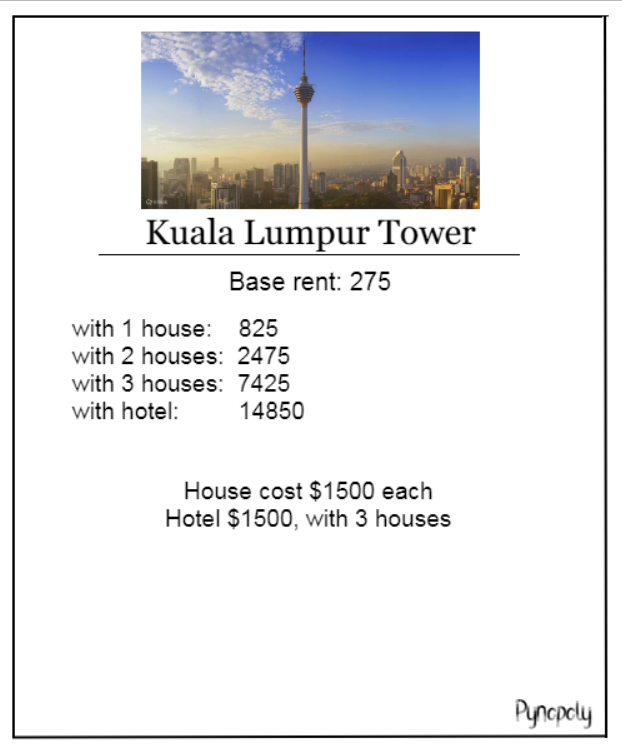 Kuala Lumpur Tower
Base rent: 275
with 1 house: 825
with 2 houses: 2475
with 3 houses: 7425
with hotel: 14850
House cost $1500 each
Hotel $1500, with 3 houses
Pynopoly